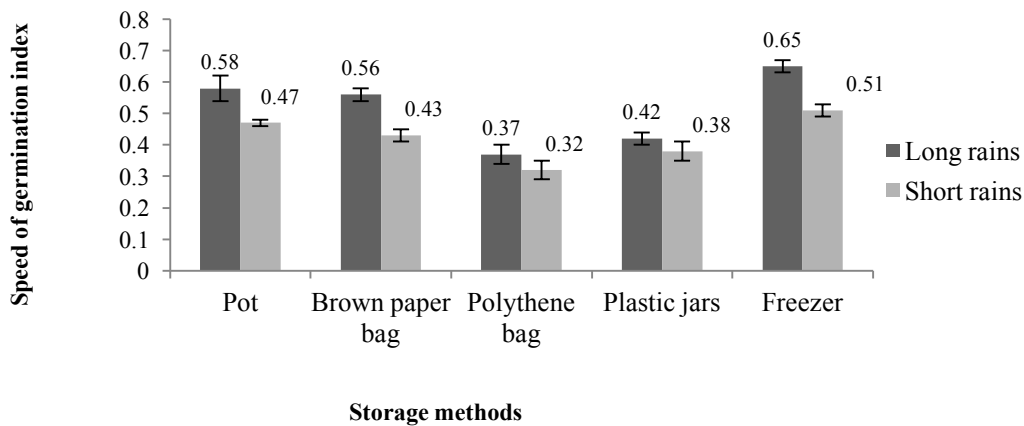 Speed of germination index
0.8
0.7
0.6
0.5
0.4
0.3
0.2
0.1
0
0.58
0.47
0.56
0.43
0.37
0.32
0.42
0.38
0.65
0.51
Long rains
Short rains
Pot
Brown paper
bag
Polythene
bag
Plastic jars
Freezer
Storage methods